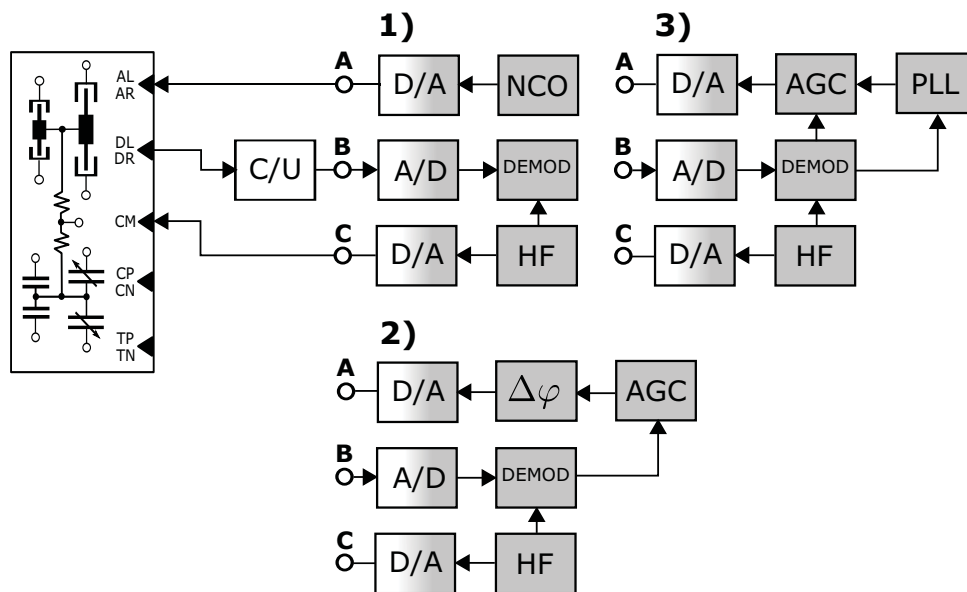 1)
3)
A
AL
AR
D/A
NCO
A
D/A
AGC
PLL
DL
DR
C/U
B
A/D
DEMOD
B
A/D
DEMOD
CM
C
D/A
HF
C
D/A
HF
CP
CN
TP
TN
2)
A
D/A
Δφ
AGC
B
A/D
DEMOD
C
D/A
HF